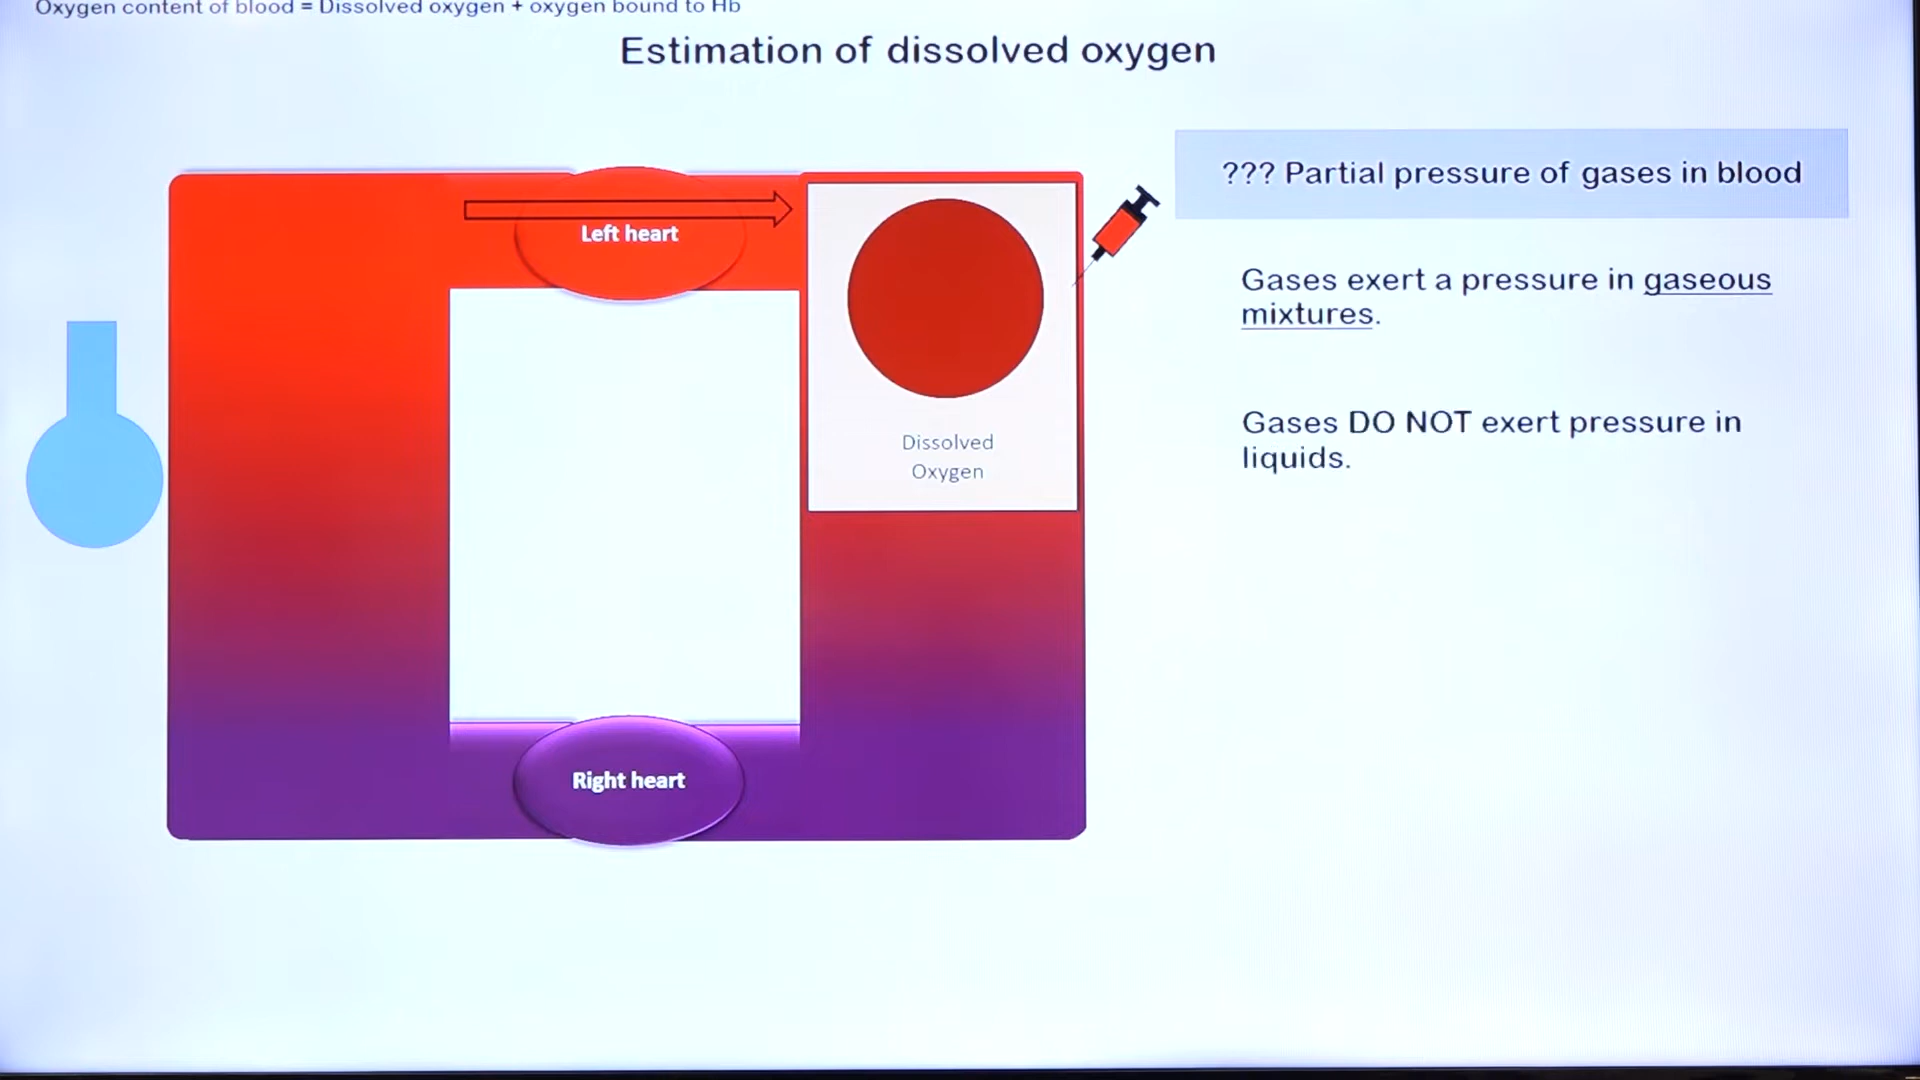 Oxygen content of blood = Dissolved oxygen + oxygen bound to Hb
Estimation of dissolved oxygen
??? Partial pressure of gases in blood
Left heart
Gases exert a pressure in gaseous
mixtures.
Gases DO NOT exert pressure in
liquids.
Dissolved
Oxygen
Right heart